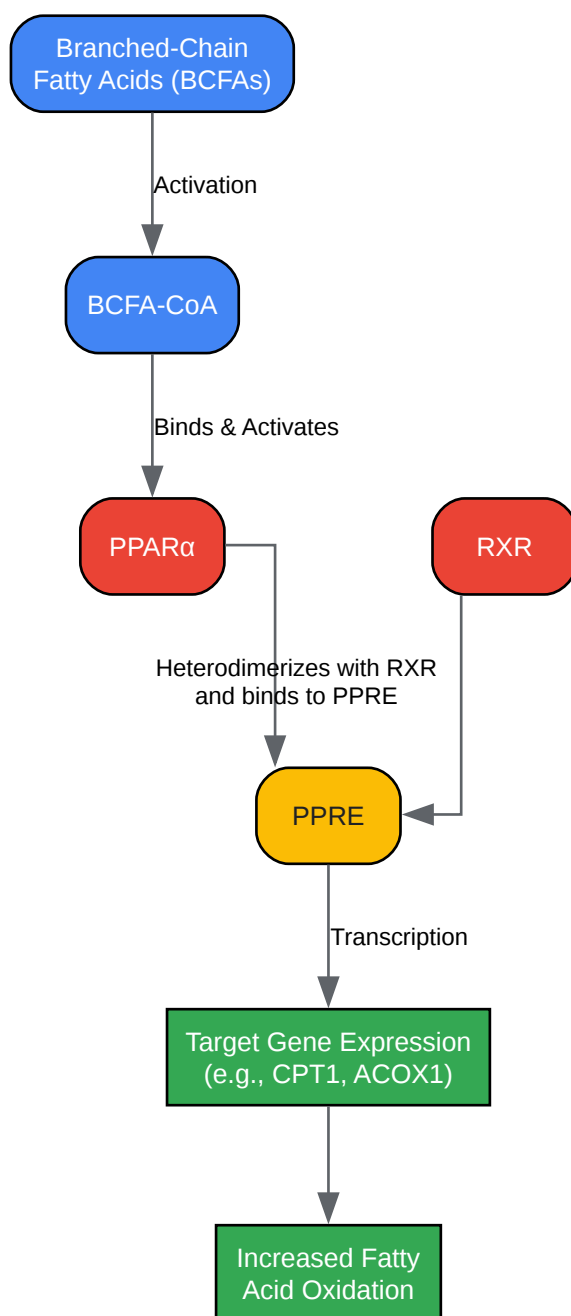 Branched-Chain
Fatty Acids (BCFAs)
Activation
BCFA-CoA
Binds & Activates
PPARα
RXR
Heterodimerizes with RXR
and binds to PPRE
PPRE
Transcription
Target Gene Expression
(e.g., CPT1, ACOX1)
Increased Fatty
Acid Oxidation